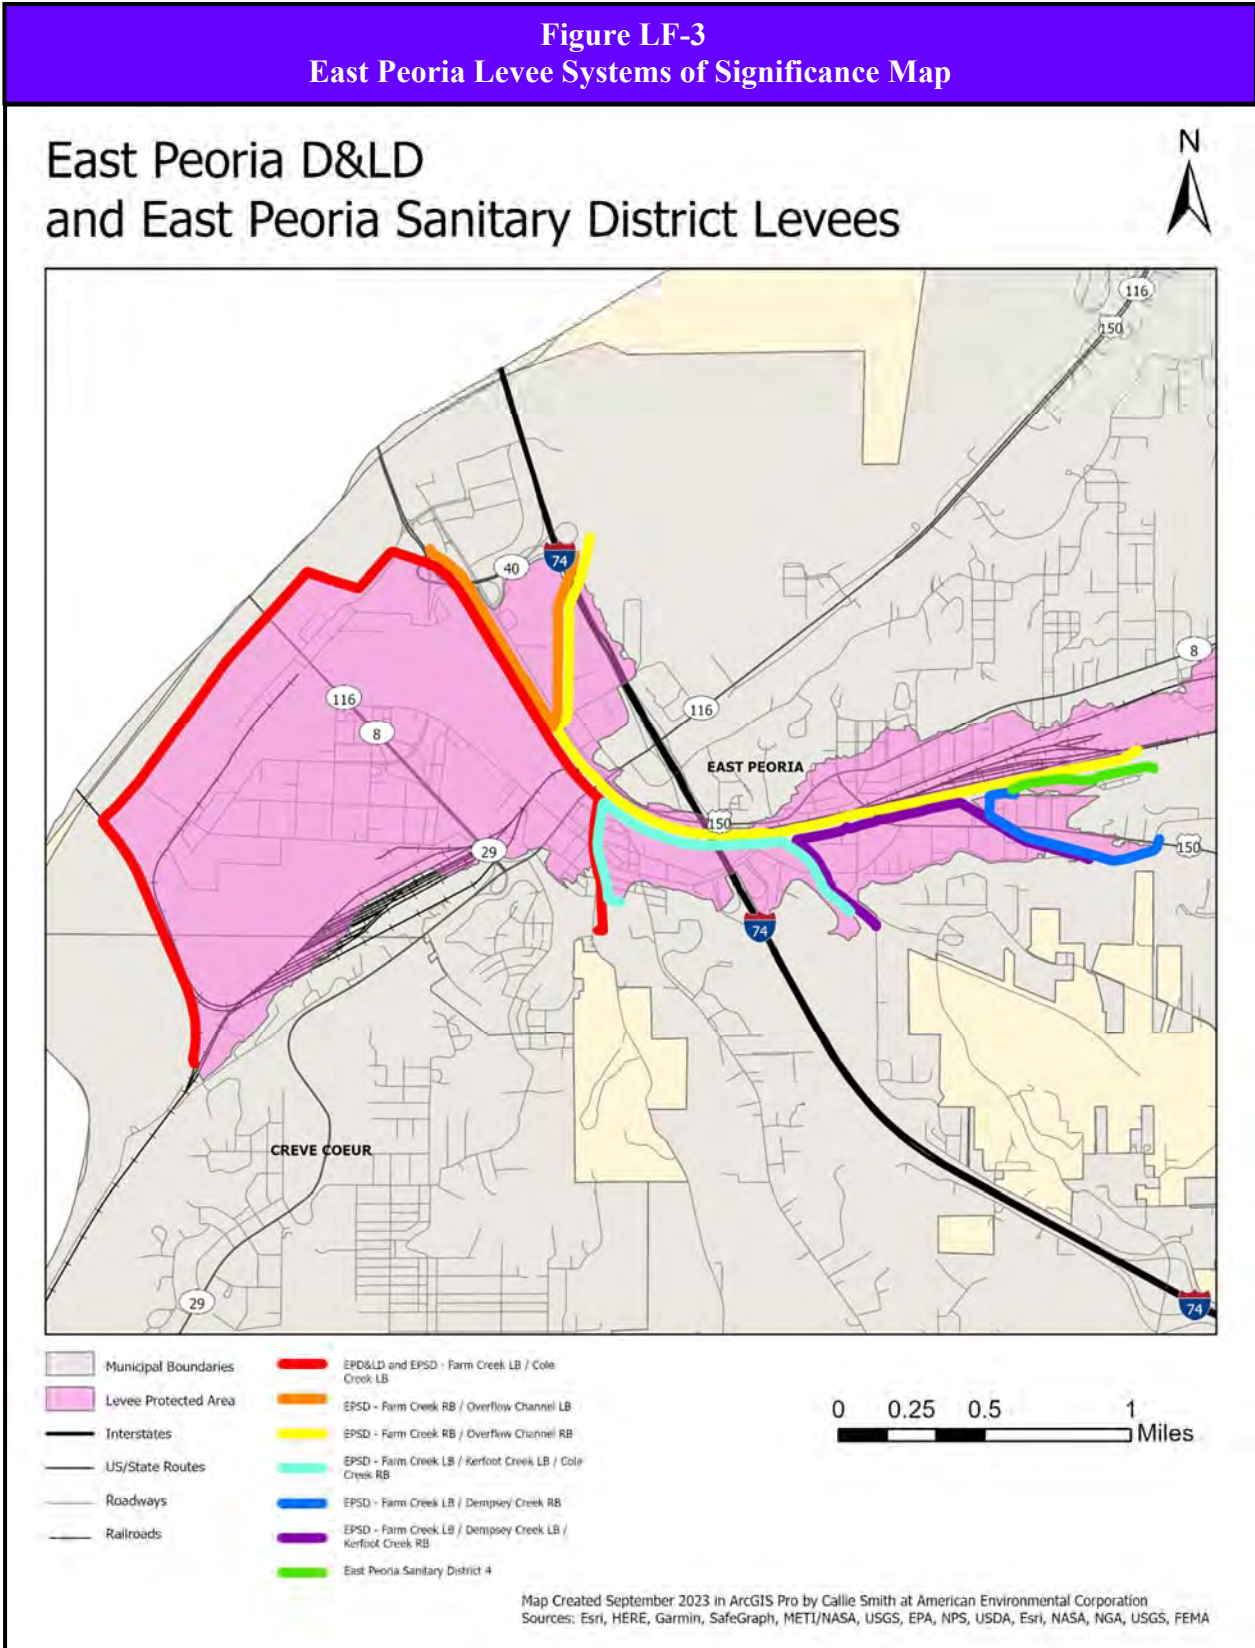 Figure LF-3
East Peoria Levee Systems of Significance Map
East Peoria D&LD
and East Peoria Sanitary District Levees
N
116
150
40
74
8
116
116
8
EAST PEORIA
150
29
150
74
CREVE COEUR
29
74
Municipal Boundaries
Levee Protected Area
Interstates
US/State Routes
Roadways
Railroads
EPD&LD and EPSD - Farm Creek LB / Cole
Creek LB
EPSD - Farm Creek RB / Overflow Channel LB
EPSD - Farm Creek RB / Overflow Channel RB
EPSD - Farm Creek LB / Kerfoot Creek LB / Cole
Creek RB
EPSD - Farm Creek LB / Dempsey Creek RB
EPSD - Farm Creek LB / Dempsey Creek LB /
Kerfoot Creek RB
East Peoria Sanitary District 4
0 0.25 0.5 1
Miles
Map Created September 2023 in ArcGIS Pro by Callie Smith at American Environmental Corporation
Sources: Esri, HERE, Garmin, SafeGraph, METI/NASA, USGS, EPA, NPS, USDA, Esri, NASA, NGA, USGS, FEMA